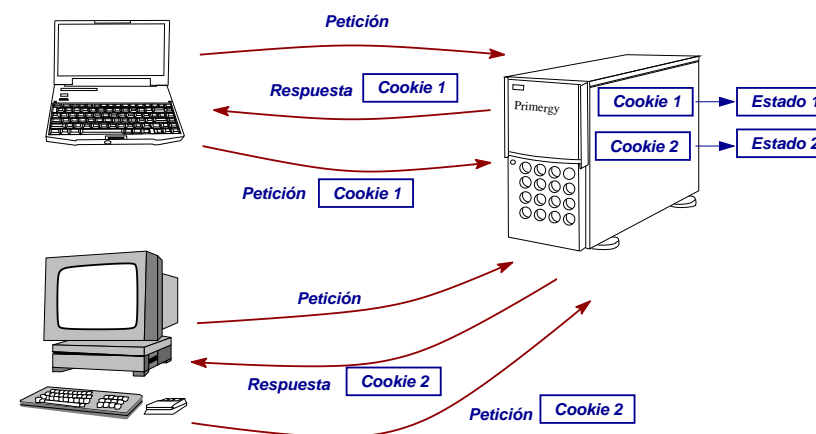 Petición
Respuesta Cookie 1
Petición Cookie 1
Primergy
Cookie 1 Estado 1
Cookie 2 Estado 2
Petición
Respuesta Cookie 2
Petición Cookie 2